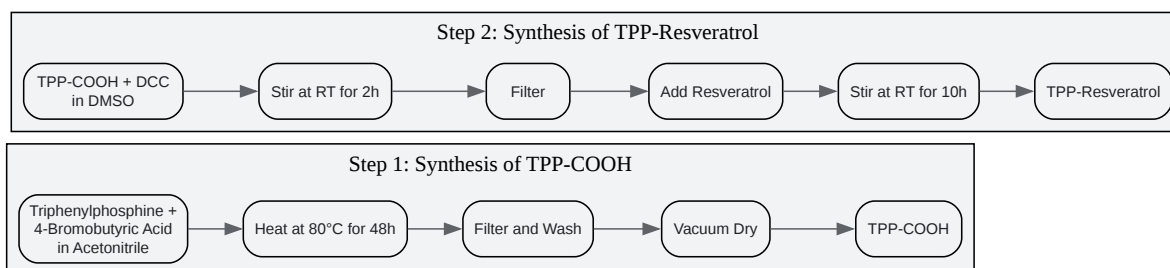 Step 2: Synthesis of TPP-Resveratrol
TPP-COOH + DCC
in DMSO
Stir at RT for 2h
Filter
Add Resveratrol
Stir at RT for 10h
TPP-Resveratrol
Step 1: Synthesis of TPP-COOH
Triphenylphosphine +
4-Bromobutyric Acid
in Acetonitrile
Heat at 80°C for 48h
Filter and Wash
Vacuum Dry
TPP-COOH